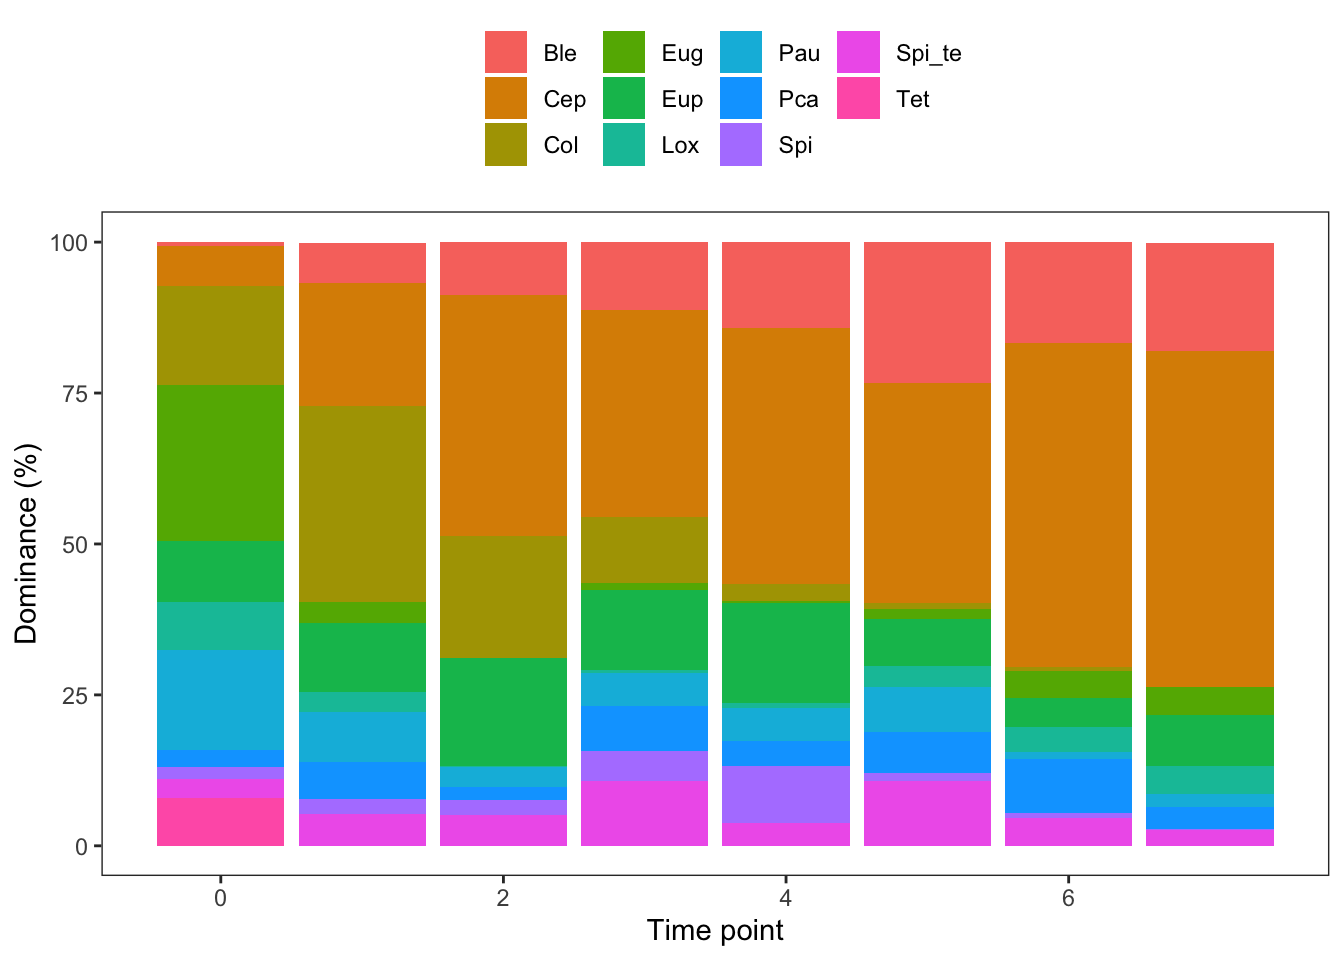 Ble Eug Pau Spi_te
Cep Eup Pca Tet
Col Lox Spi
Dominance (%)
100
75
50
25
0
0 2 4 6
Time point